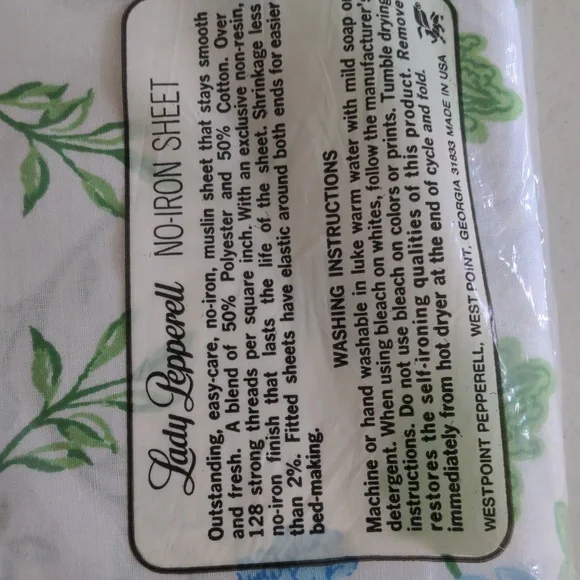 Lady Pepperell NO-IRON SHEET
Outstanding, easy-care, no-iron, muslin sheet that stays smooth
and fresh. A blend of 50% Polyester and 50% Cotton. Over
128 strong threads per square inch. With an exclusive non-resin,
no-iron finish that lasts the life of the sheet. Shrinkage less
than 2%. Fitted sheets have elastic around both ends for easier
bed-making.
WASHING INSTRUCTIONS
Machine or hand washable in luke warm water with mild soap or
detergent. When using bleach on whites, follow the manufacturer's
instructions. Do not use bleach on colors or prints. Tumble drying
restores the self-ironing qualities of this product. Remove
immediately from hot dryer at the end of cycle and fold.
WESTPOINT PEPPERELL, WEST POINT, GEORGIA 31833 MADE IN USA